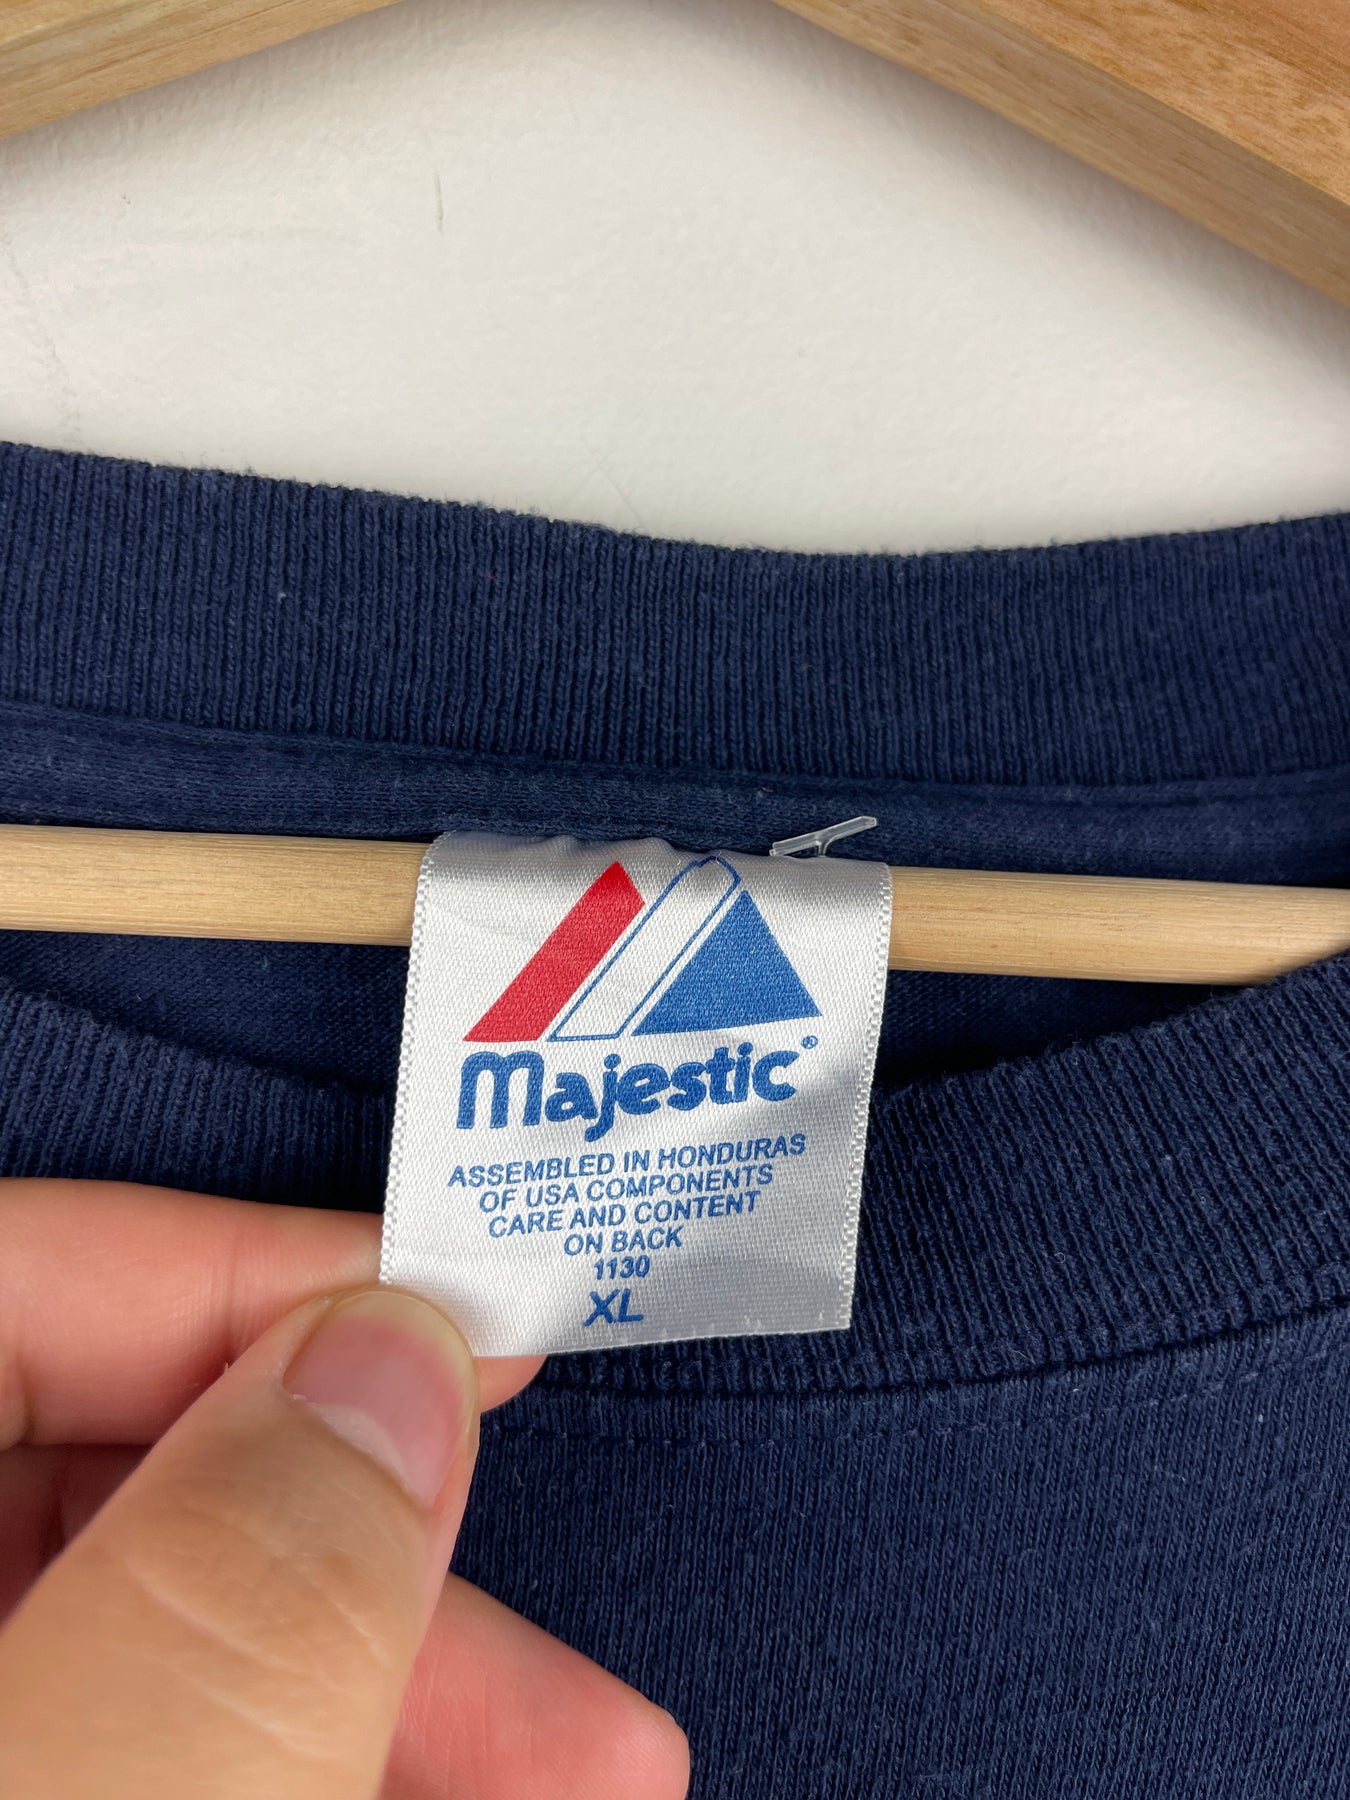 Majestic®
ASSEMBLED IN HONDURAS
OF USA COMPONENTS
CARE AND CONTENT
ON BACK
1130
XL